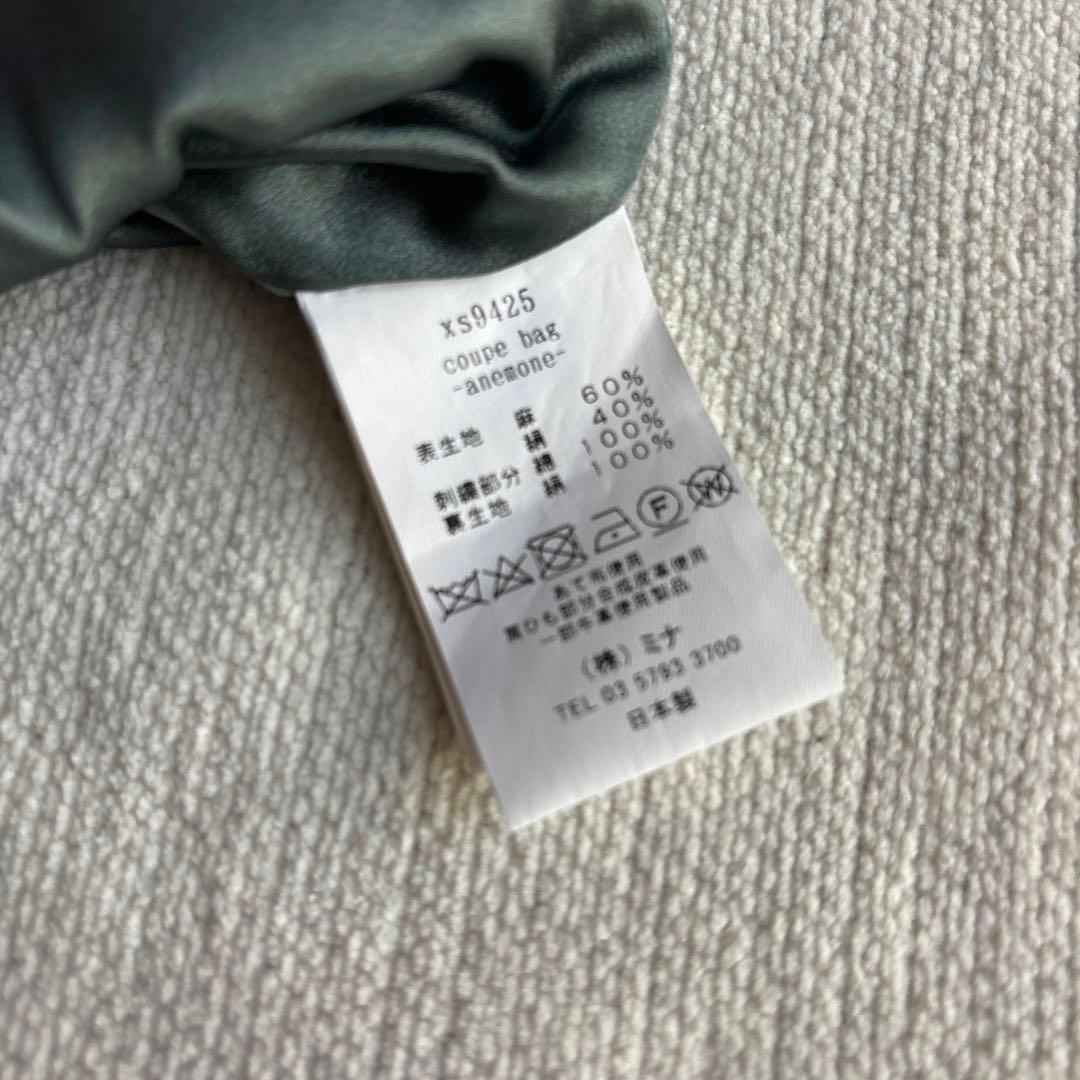 xs9425
coupe bag
-anemone-
表生地 麻 60%
絹 40%
刺繍部分 綿 100%
裏生地 絹 100%
F W
あて布使用
肩ひも部分合成皮革使用
一部牛革使用製品
(株) ミナ
TEL 03 5793 3700
日本製